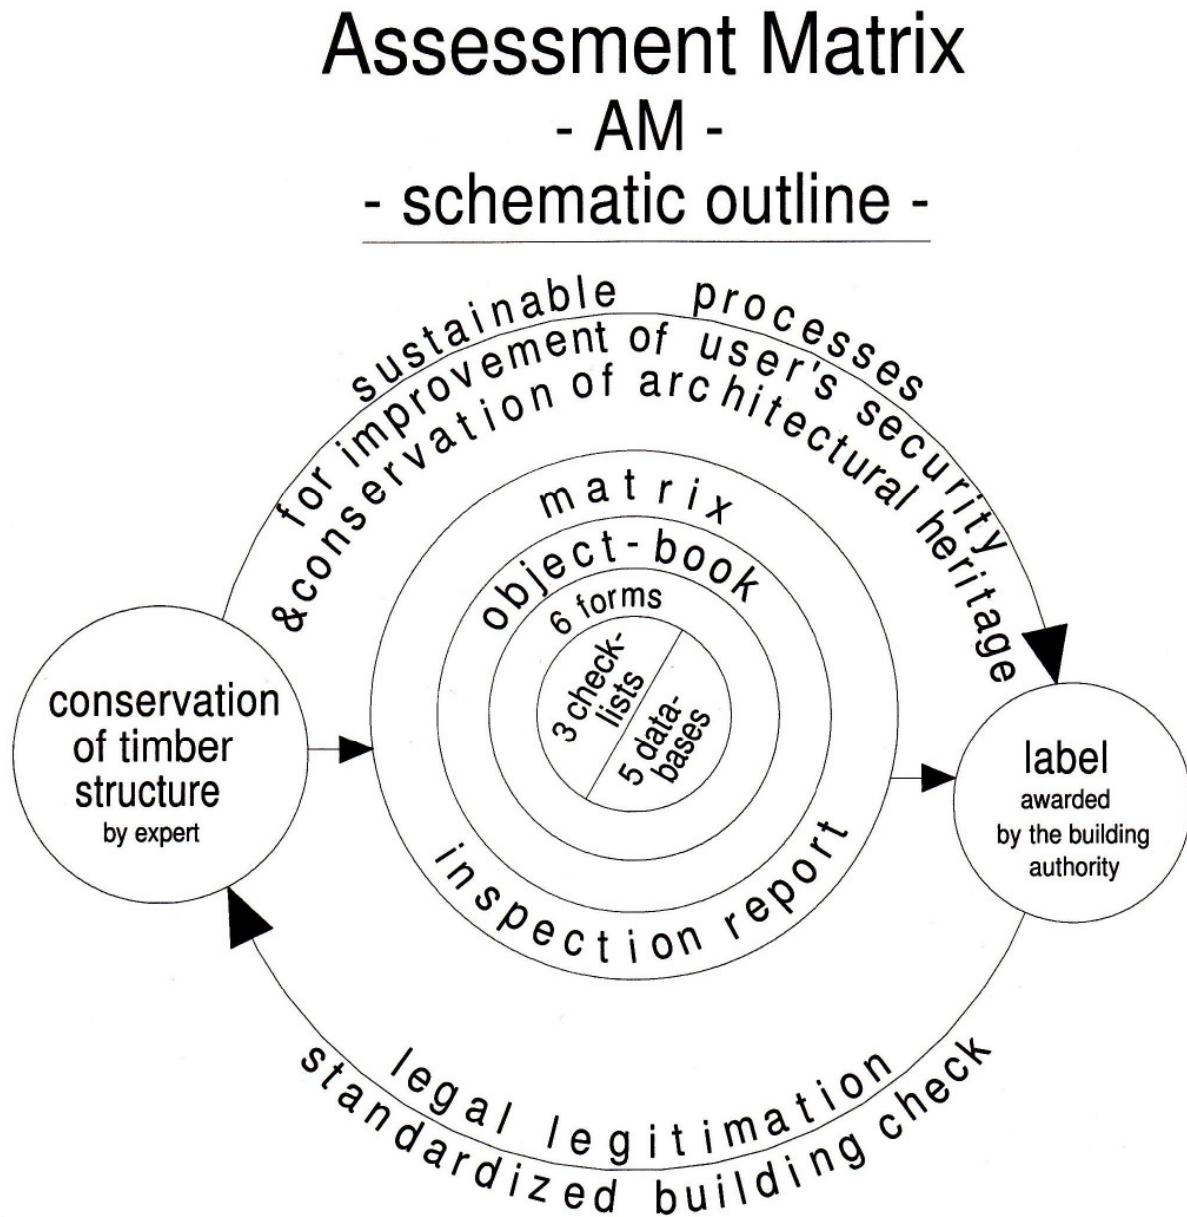 Assessment Matrix
- AM -
- schematic outline -
sustainable processes
for improvement of user's security
&conservation of architectural heritage
matrix
object-book
6 forms
3 check-
lists
5 data-
bases
inspection report
conservation
of timber
structure
by expert
label
awarded
by the building
authority
legal legitimation
standardized building check